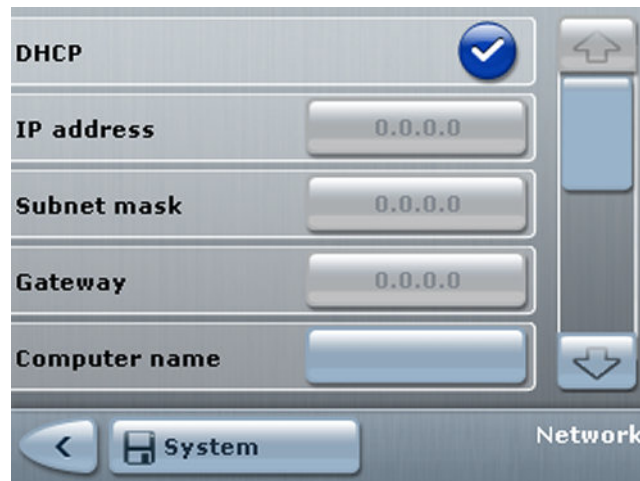 DHCP
IP address 0.0.0.0
Subnet mask 0.0.0.0
Gateway 0.0.0.0
Computer name
System Network